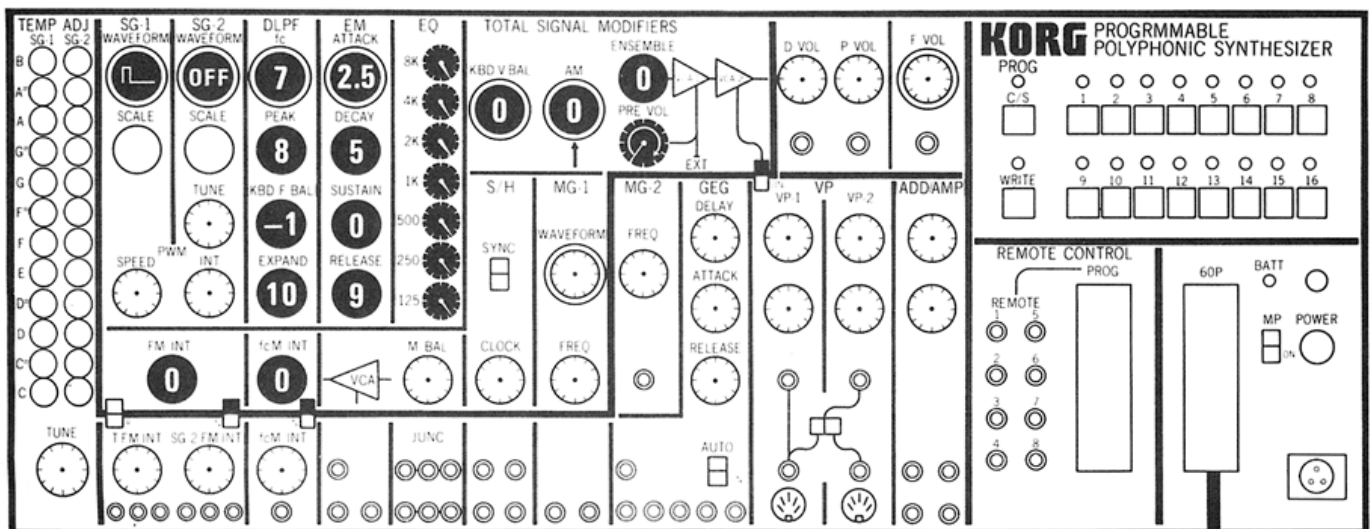 TEMP ADJ
SG-1 SG-2
B
A#
A
G#
G
F#
F
E
D#
D
C#
C
TUNE
SG-1
WAVEFORM
SCALE
SG-2
WAVEFORM
OFF
SCALE
TUNE
PWM
SPEED
INT
FM INT
0
DLPF
fc
7
PEAK
8
KBD F BAL
-1
EXPAND
10
fcM INT
0
EM
ATTACK
2.5
DECAY
5
SUSTAIN
0
RELEASE
9
EQ
8K
4K
2K
1K
500
250
125
VCA
M BAL
TOTAL SIGNAL MODIFIERS
KBD V BAL
0
AM
0
ENSEMBLE
0
PRE VOL
EXT
S/H
SYNC
CLOCK
MG-1
WAVEFORM
FREQ
MG-2
FREQ
GEG
DELAY
ATTACK
RELEASE
AUTO
D VOL
P VOL
F VOL
IN
VP
VP-1
VP-2
ADD AMP
T FM INT
SG 2 FM INT
fcM INT
JUNC
KORG PROGRMMABLE
POLYPHONIC SYNTHESIZER
PROG
C/S
1 2 3 4 5 6 7 8
WRITE
9 10 11 12 13 14 15 16
REMOTE CONTROL
PROG
REMOTE
1 5
2 6
3 7
4 8
60P
BATT
MP
ON
POWER